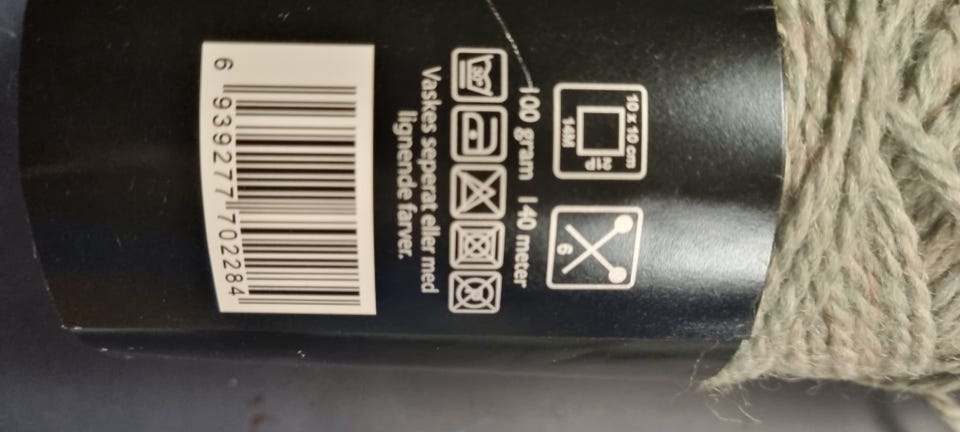 10 x 10 cm
21P
14M
6
100 gram 140 meter
30°
Vaskes seperat eller med
lignende farver.
6 939277 702284